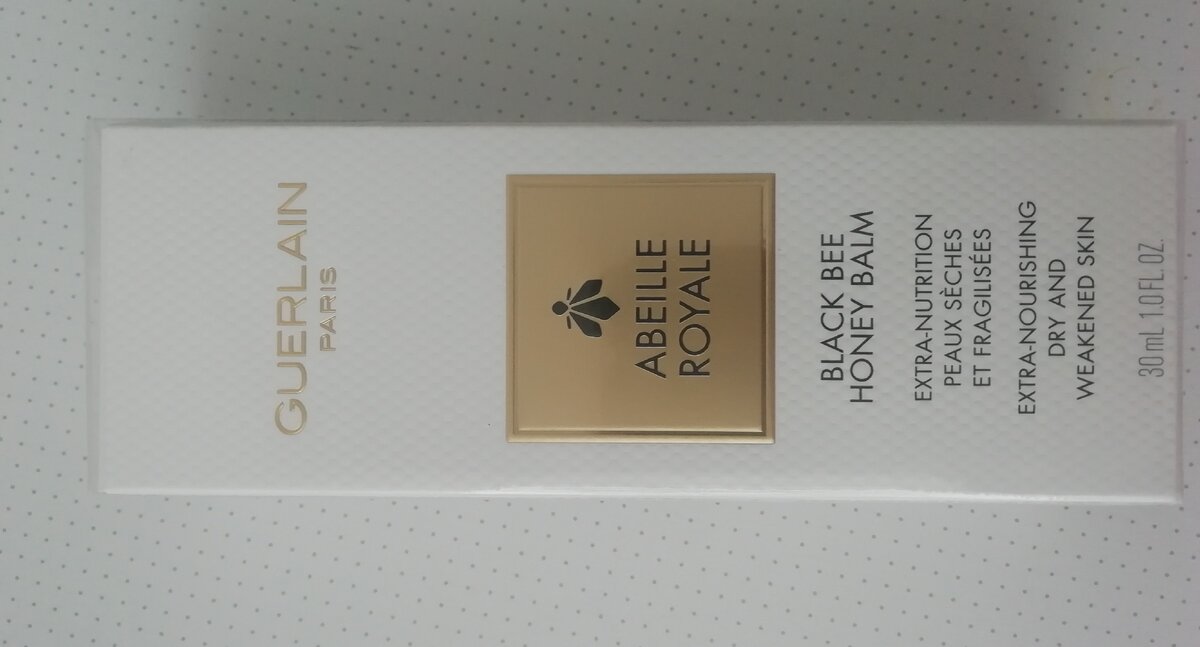 GUERLAIN
PARIS
ABEILLE
ROYALE
BLACK BEE
HONEY BALM
EXTRA-NUTRITION
PEAUX SÈCHES
ET FRAGILISÉES
EXTRA-NOURISHING
DRY AND
WEAKENED SKIN
30 mL 1.0 FL.OZ.